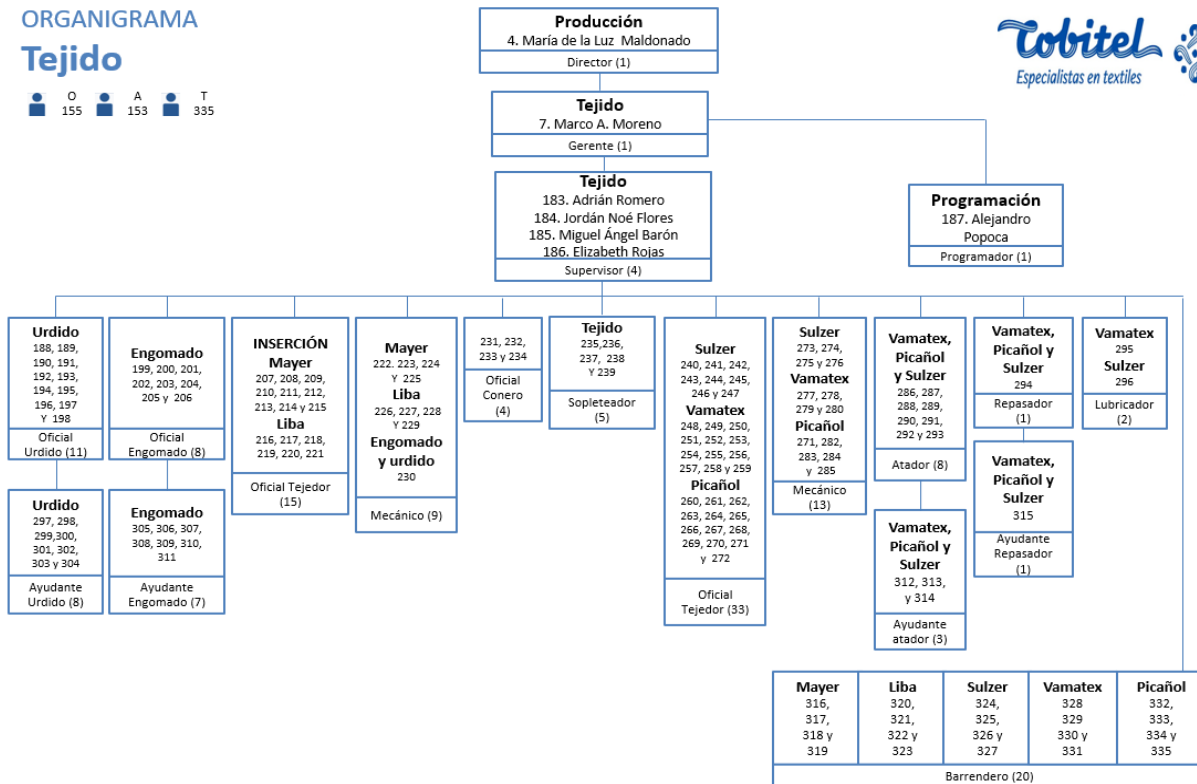 ORGANIGRAMA
Tejido
O
155
A
153
T
335
Tobitel
Especialistas en textiles
Producción
4. María de la Luz Maldonado
Director (1)
Tejido
7. Marco A. Moreno
Gerente (1)
Tejido
183. Adrián Romero
184. Jordán Noé Flores
185. Miguel Ángel Barón
186. Elizabeth Rojas
Supervisor (4)
Programación
187. Alejandro
Popoca
Programador (1)
Urdido
188, 189,
190, 191,
192, 193,
194, 195,
196, 197
Y 198
Oficial
Urdido (11)
Engomado
199, 200, 201,
202, 203, 204,
205 y 206
Oficial
Engomado (8)
INSERCIÓN
Mayer
207, 208, 209,
210, 211, 212,
213, 214 y 215
Liba
216, 217, 218,
219, 220, 221
Oficial Tejedor
(15)
Mayer
222. 223, 224
Y 225
Liba
226, 227, 228
Y 229
Engomado
y urdido
230
Mecánico (9)
231, 232,
233 y 234
Oficial
Conero
(4)
Tejido
235,236,
237, 238
Y 239
Sopleteador
(5)
Sulzer
240, 241, 242,
243, 244, 245,
246 y 247
Vamatex
248, 249, 250,
251, 252, 253,
254, 255, 256,
257, 258 y 259
Picañol
260, 261, 262,
263, 264, 265,
266, 267, 268,
269, 270, 271
y 272
Oficial
Tejedor (33)
Sulzer
273, 274,
275 y 276
Vamatex
277, 278,
279 y 280
Picañol
271, 282,
283, 284
y 285
Mecánico
(13)
Vamatex,
Picañol
y Sulzer
286, 287,
288, 289,
290, 291,
292 y 293
Atador (8)
Vamatex,
Picañol y
Sulzer
294
Repasador
(1)
Vamatex
295
Sulzer
296
Lubricador
(2)
Urdido
297, 298,
299,300,
301, 302,
303 y 304
Ayudante
Urdido (8)
Engomado
305, 306, 307,
308, 309, 310,
311
Ayudante
Engomado (7)
Vamatex,
Picañol y
Sulzer
312, 313,
y 314
Ayudante
atador (3)
Vamatex,
Picañol y
Sulzer
315
Ayudante
Repasador
(1)
Mayer
316,
317,
318 y
319
Liba
320,
321,
322 y
323
Sulzer
324,
325,
326 y
327
Vamatex
328
329
330 y
331
Picañol
332,
333,
334 y
335
Barrendero (20)